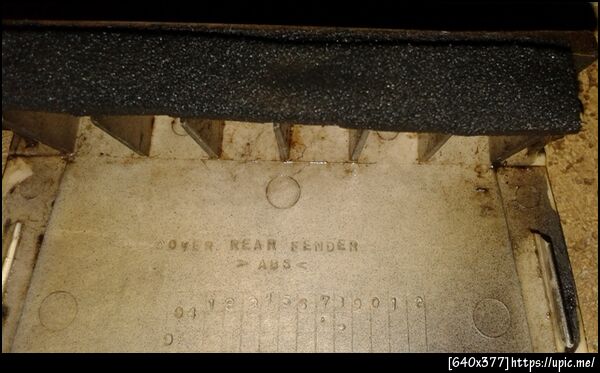 COVER REAR FENDER
> ABS <
[640x377]https://upic.me/